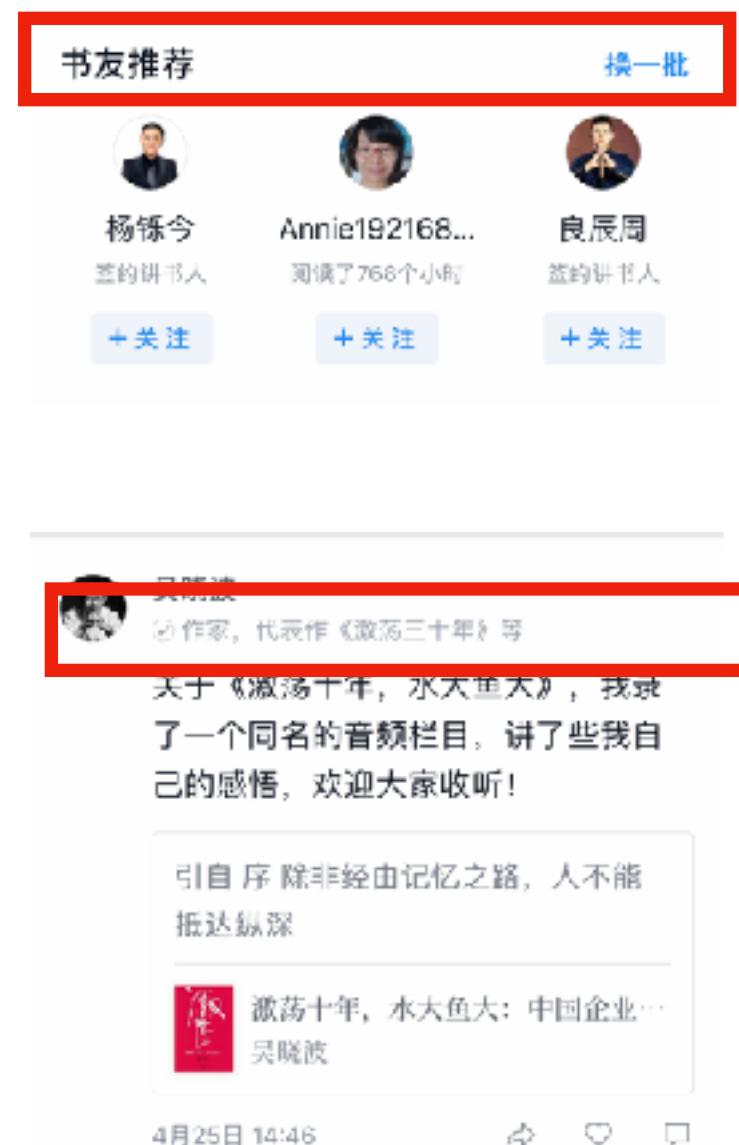 书友推荐
换一批
杨铄今
Annie192168...
良辰周
签约讲书人
阅读了768个小时
签约讲书人
+关注
+关注
+关注
吴晓波
作家，代表作《激荡三十年》等
关于《激荡十年，水大鱼大》，我录
了一个同名的音频栏目，讲了些我自
己的感悟，欢迎大家收听！
引自 序 除非经由记忆之路，人不能
抵达纵深
激荡十年，水大鱼大：中国企业…
吴晓波
4月25日 14:46